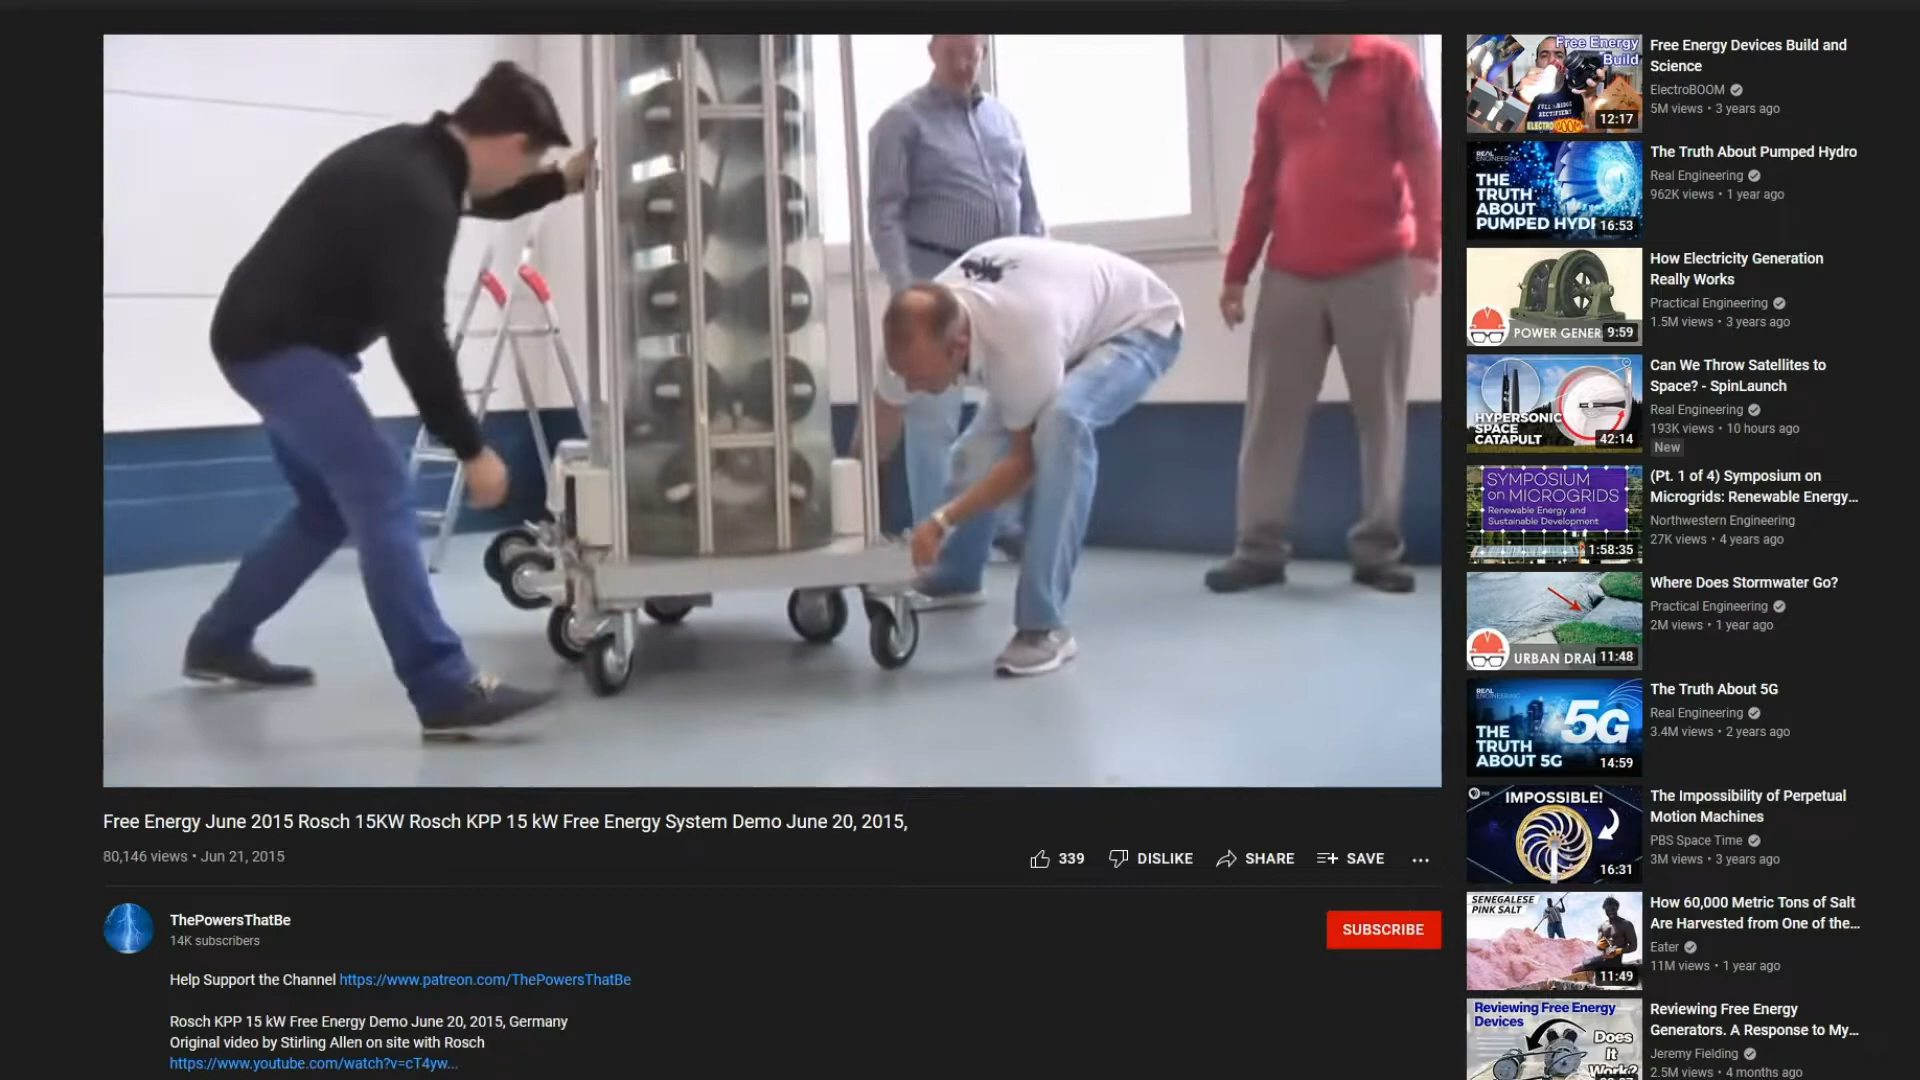 Free Energy June 2015 Rosch 15KW Rosch KPP 15 kW Free Energy System Demo June 20, 2015,
80,146 views • Jun 21, 2015
339
DISLIKE
SHARE
SAVE
ThePowersThatBe
14K subscribers
SUBSCRIBE
Help Support the Channel https://www.patreon.com/ThePowersThatBe
Rosch KPP 15 kW Free Energy Demo June 20, 2015, Germany
Original video by Stirling Allen on site with Rosch
https://www.youtube.com/watch?v=cT4yw...
Free Energy
Build
FULL-BRIDGE
RECTIFIER
ELECTRO BOOM
12:17
Free Energy Devices Build and
Science
ElectroBOOM
5M views • 3 years ago
REAL
ENGINEERING
THE
TRUTH
ABOUT
PUMPED HYD
16:53
The Truth About Pumped Hydro
Real Engineering
962K views • 1 year ago
POWER GENER
9:59
How Electricity Generation
Really Works
Practical Engineering
1.5M views • 3 years ago
HYPERSONIC
SPACE
CATAPULT
42:14
Can We Throw Satellites to
Space? - SpinLaunch
Real Engineering
193K views • 10 hours ago
New
SYMPOSIUM
on MICROGRIDS
Renewable Energy and
Sustainable Development
1:58:35
(Pt. 1 of 4) Symposium on
Microgrids: Renewable Energy...
Northwestern Engineering
27K views • 4 years ago
URBAN DRAI
11:48
Where Does Stormwater Go?
Practical Engineering
2M views • 1 year ago
REAL
ENGINEERING
5G
THE
TRUTH
ABOUT 5G
14:59
The Truth About 5G
Real Engineering
3.4M views • 2 years ago
PBS
IMPOSSIBLE!
16:31
The Impossibility of Perpetual
Motion Machines
PBS Space Time
3M views • 3 years ago
SENEGALESE
PINK SALT
11:49
How 60,000 Metric Tons of Salt
Are Harvested from One of the...
Eater
11M views • 1 year ago
Reviewing Free Energy
Devices
Does
It
Work?
Reviewing Free Energy
Generators. A Response to My...
Jeremy Fielding
2.5M views • 4 months ago